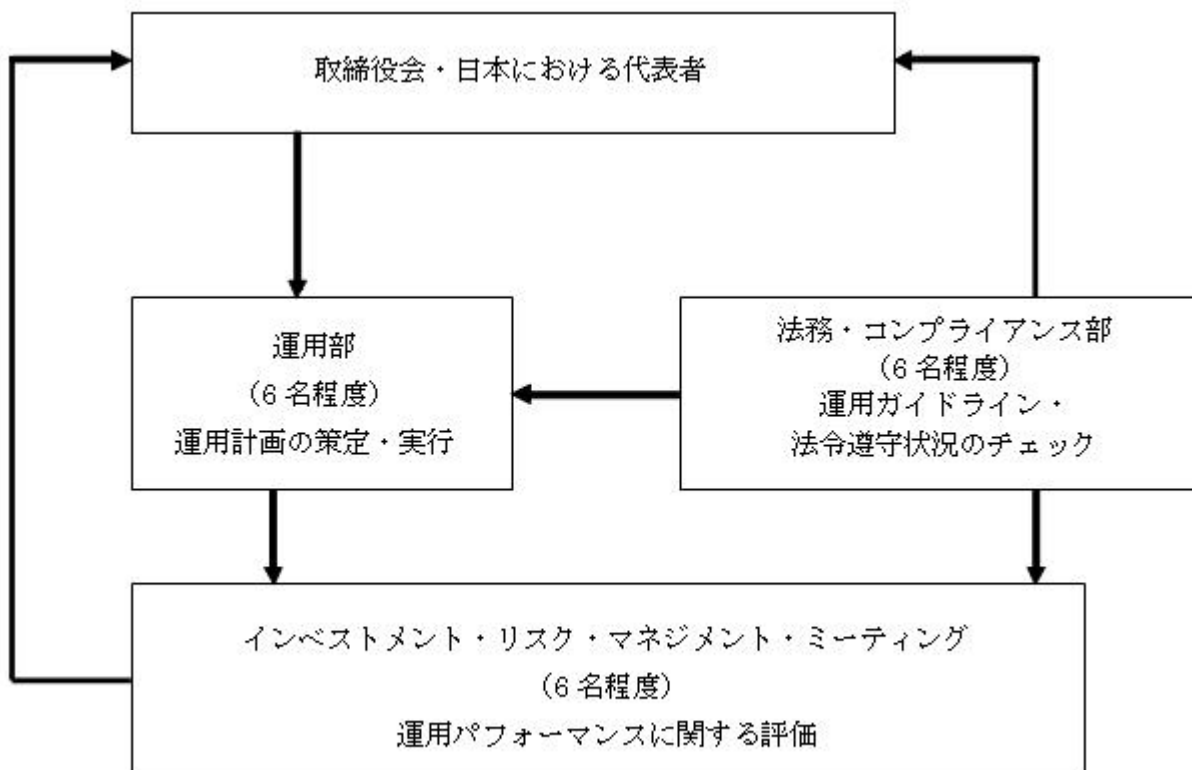 取締役会・日本における代表者
運用部
(6 名程度)
運用計画の策定・実行
法務・コンプライアンス部
(6 名程度)
運用ガイドライン・
法令遵守状況のチェック
インベストメント・リスク・マネジメント・ミーティング
(6 名程度)
運用パフォーマンスに関する評価